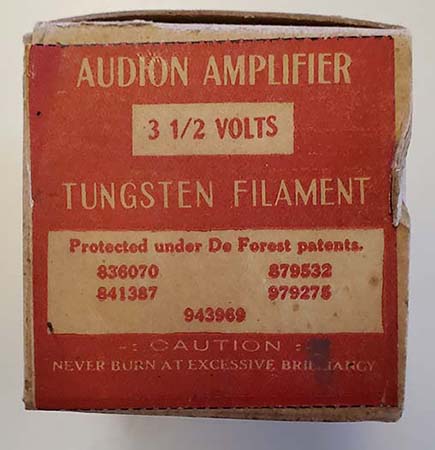 AUDION AMPLIFIER
3 1/2 VOLTS
TUNGSTEN FILAMENT
Protected under De Forest patents.
836070 879532
841387 979275
943969
-: CAUTION :-
NEVER BURN AT EXCESSIVE BRILLIANCY